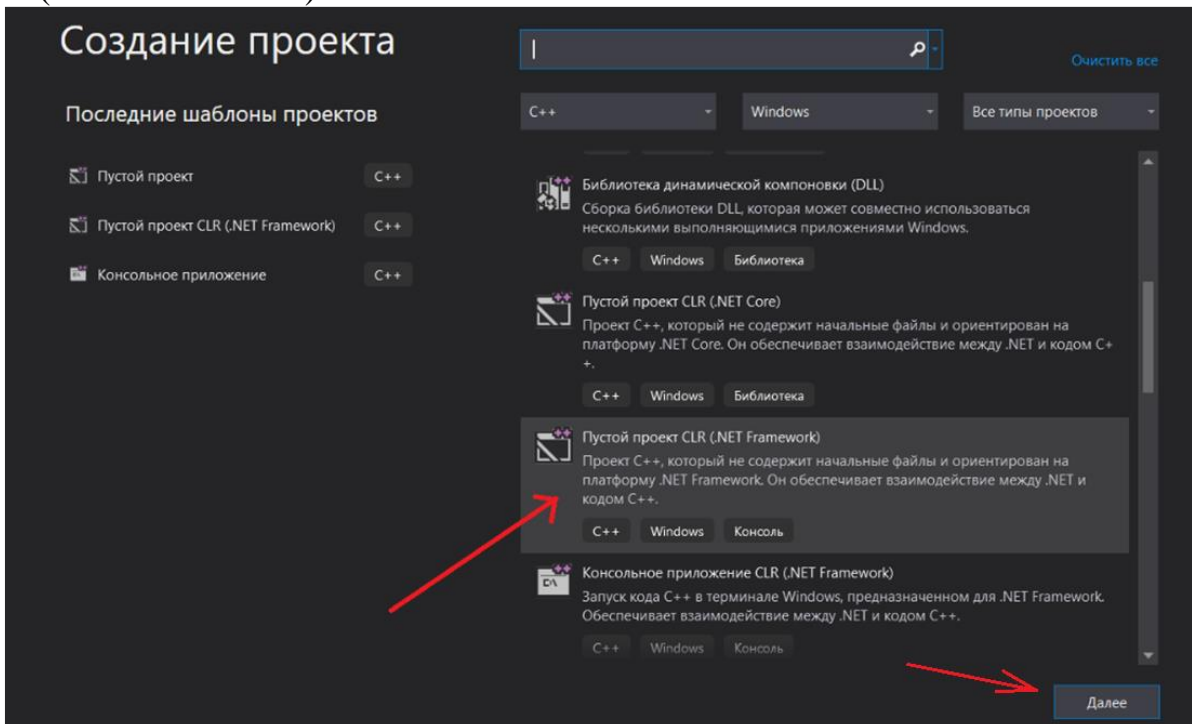 Создание проекта
Очистить все
Последние шаблоны проектов
C++
Windows
Все типы проектов
Пустой проект
C++
Пустой проект CLR (.NET Framework)
C++
Консольное приложение
C++
Библиотека динамической компоновки (DLL)
Сборка библиотеки DLL, которая может совместно использоваться
несколькими выполняющимися приложениями Windows.
C++ Windows Библиотека
Пустой проект CLR (.NET Core)
Проект C++, который не содержит начальные файлы и ориентирован на
платформу .NET Core. Он обеспечивает взаимодействие между .NET и кодом C+
+.
C++ Windows Библиотека
Пустой проект CLR (.NET Framework)
Проект C++, который не содержит начальные файлы и ориентирован на
платформу .NET Framework. Он обеспечивает взаимодействие между .NET и
кодом C++.
C++ Windows Консоль
Консольное приложение CLR (.NET Framework)
Запуск кода C++ в терминале Windows, предназначенном для .NET Framework.
Обеспечивает взаимодействие между .NET и кодом C++.
C++ Windows Консоль
Далее